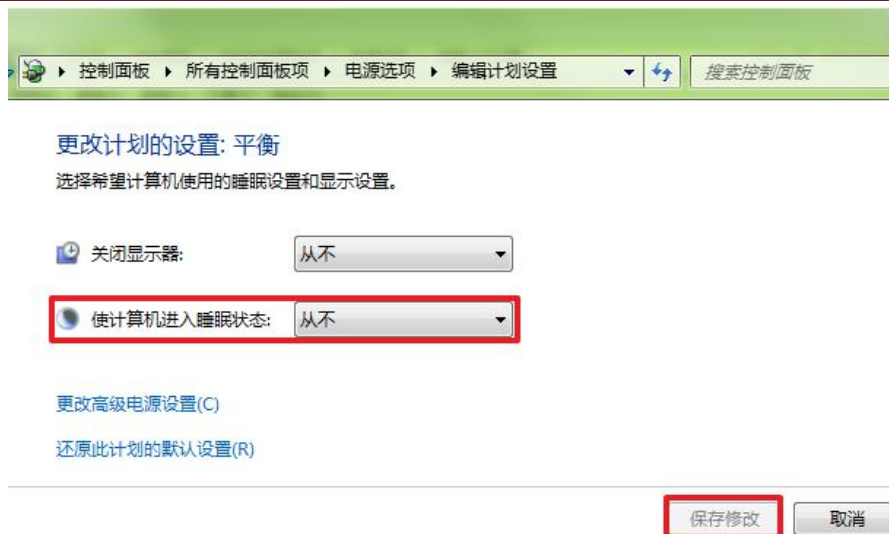 控制面板 ▸ 所有控制面板项 ▸ 电源选项 ▸ 编辑计划设置 搜索控制面板
更改计划的设置: 平衡
选择希望计算机使用的睡眠设置和显示设置。
关闭显示器: 从不
使计算机进入睡眠状态: 从不
更改高级电源设置(C)
还原此计划的默认设置(R)
保存修改 取消